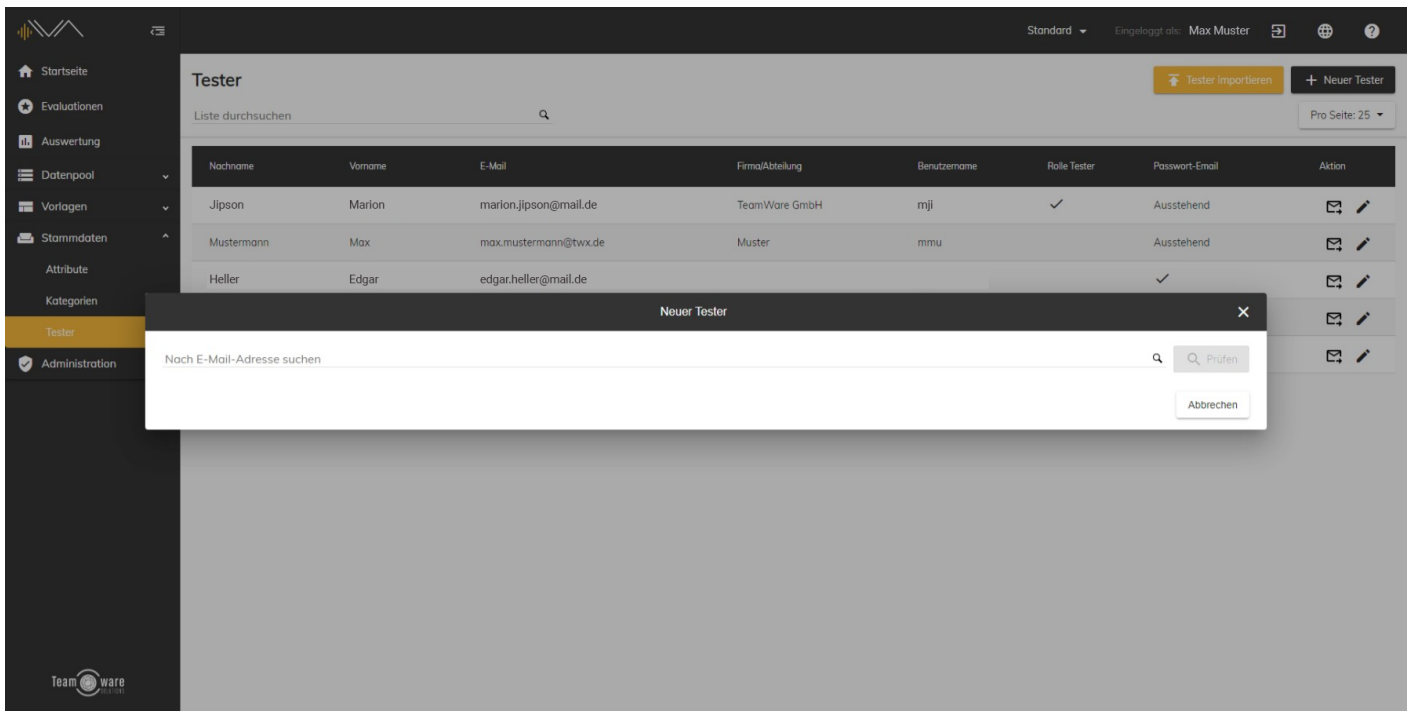 Standard Eingeloggt als: Max Muster
Startseite
Evaluationen
Auswertung
Datenpool
Vorlagen
Stammdaten
Attribute
Kategorien
Tester
Administration
Tester
Tester importieren
+ Neuer Tester
Liste durchsuchen
Pro Seite: 25
Nachname Vorname E-Mail Firma/Abteilung Benutzername Rolle Tester Passwort-Email Aktion
Jipson Marion marion.jipson@mail.de TeamWare GmbH mji ✓ Ausstehend
Mustermann Max max.mustermann@twx.de Muster mmu Ausstehend
Heller Edgar edgar.heller@mail.de ✓
Neuer Tester
Nach E-Mail-Adresse suchen
Prüfen
Abbrechen
Team ware
SOLUTIONS